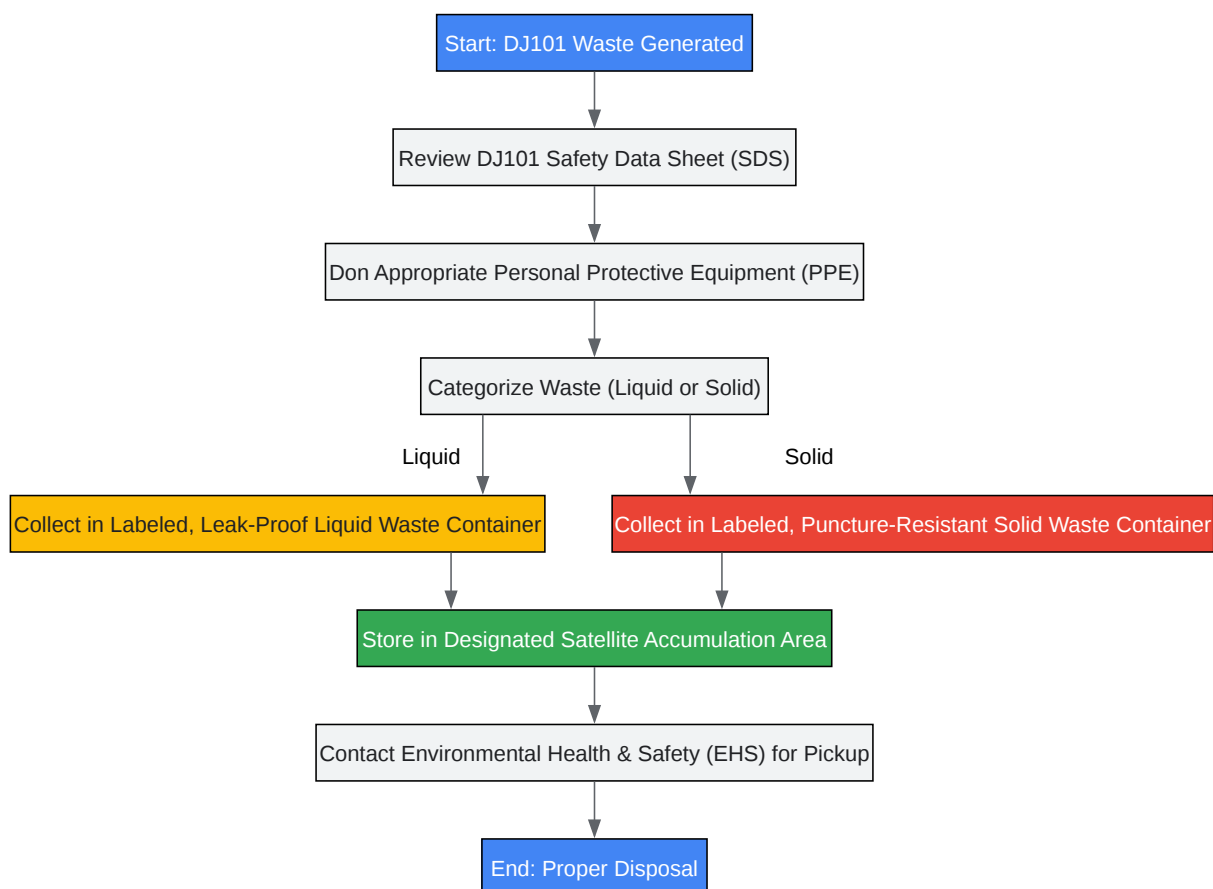 Start: DJ101 Waste Generated
Review DJ101 Safety Data Sheet (SDS)
Don Appropriate Personal Protective Equipment (PPE)
Categorize Waste (Liquid or Solid)
Liquid
Solid
Collect in Labeled, Leak-Proof Liquid Waste Container
Collect in Labeled, Puncture-Resistant Solid Waste Container
Store in Designated Satellite Accumulation Area
Contact Environmental Health & Safety (EHS) for Pickup
End: Proper Disposal